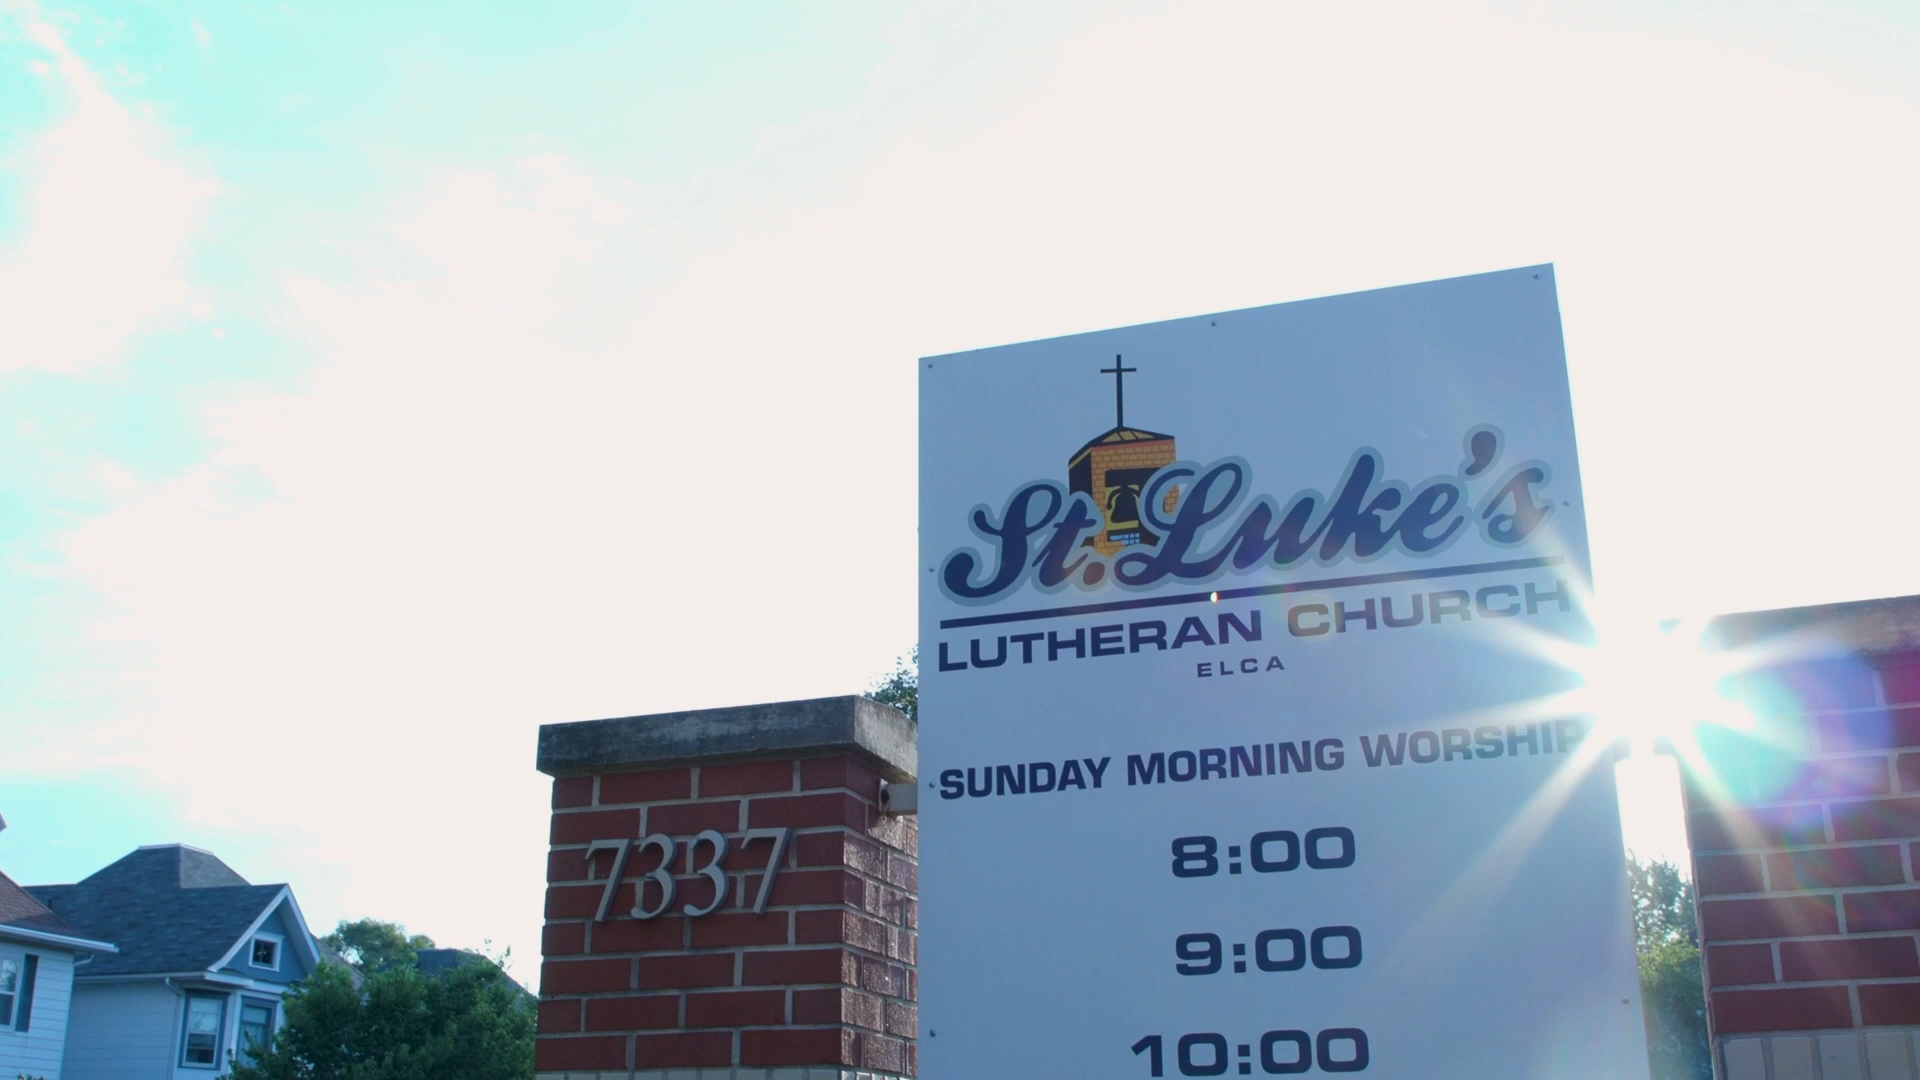 St. Luke's
LUTHERAN CHURCH
ELCA
SUNDAY MORNING WORSHIP
8:00
9:00
10:00
7337